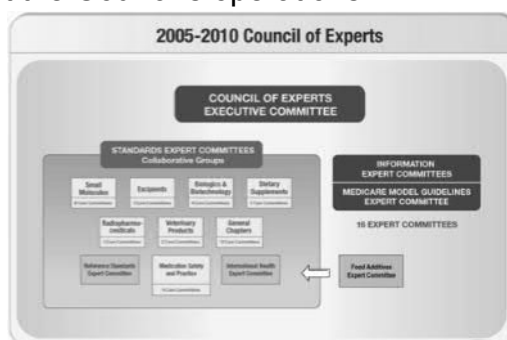 2005-2010 Council of Experts
COUNCIL OF EXPERTS
EXECUTIVE COMMITTEE
STANDARDS EXPERT COMMITTEES
Collaborative Groups
INFORMATION
EXPERT COMMITTEES
MEDICARE MODEL GUIDELINES
EXPERT COMMITTEE
16 EXPERT COMMITTEES
Small
Molecules
Excipients
Biologics &
Biotechnology
Dietary
Supplements
Radiopharma-
ceuticals
Veterinary
Products
General
Chapters
Reference Standards
Expert Committee
Medication Safety
and Practice
International Health
Expert Committee
Food Additives
Expert Committee